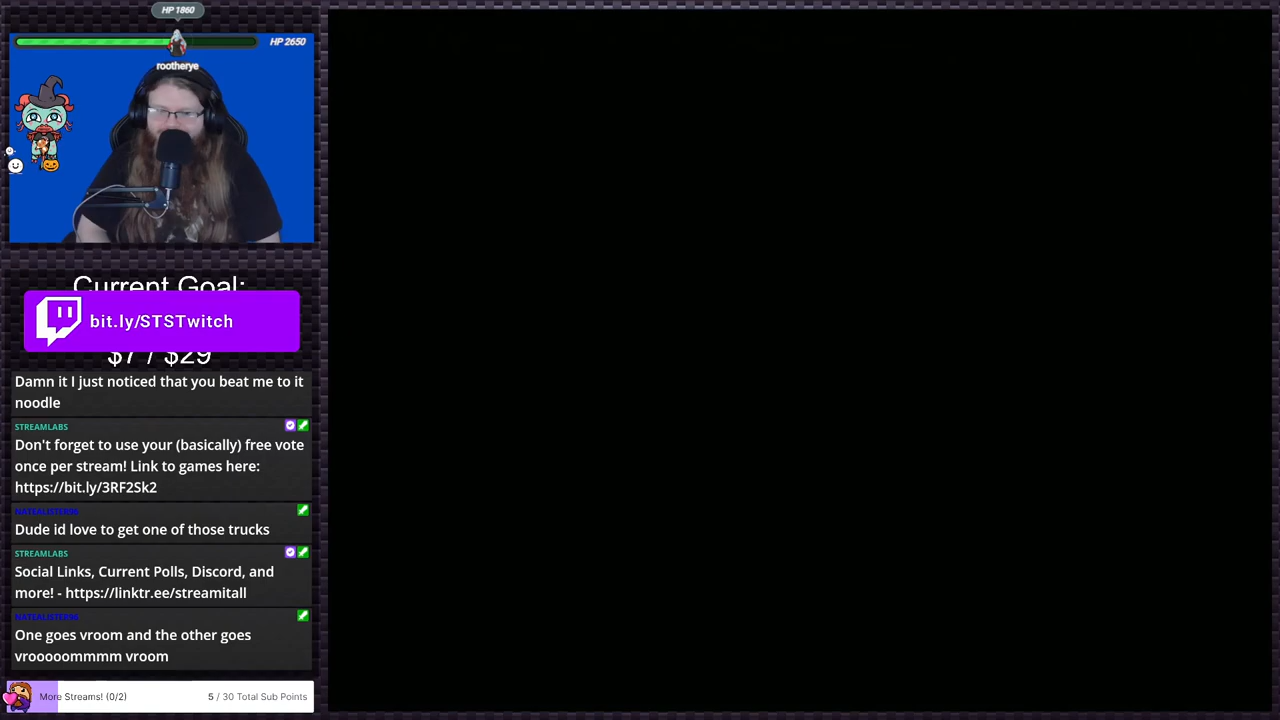 HP 1860
HP 2650
rootherye
Current Goal:
bit.ly/STSTwitch
$7 / $29
Damn it I just noticed that you beat me to it
noodle
STREAMLABS
Don't forget to use your (basically) free vote
once per stream! Link to games here:
https://bit.ly/3RF2Sk2
Dude id love to get one of those trucks
STREAMLABS
Social Links, Current Polls, Discord, and
more! - https://linktr.ee/streamitall
One goes vroom and the other goes
vrooooommmm vroom
More Streams! (0/2)
5 / 30 Total Sub Points